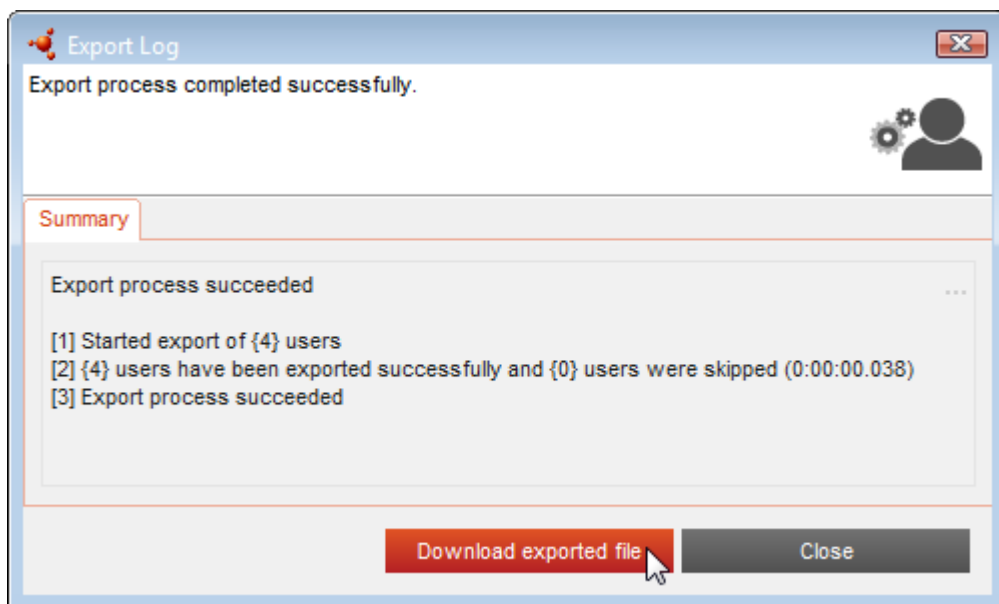 Export Log
Export process completed successfully.
Summary
Export process succeeded
...
[1] Started export of {4} users
[2] {4} users have been exported successfully and {0} users were skipped (0:00:00.038)
[3] Export process succeeded
Download exported file
Close